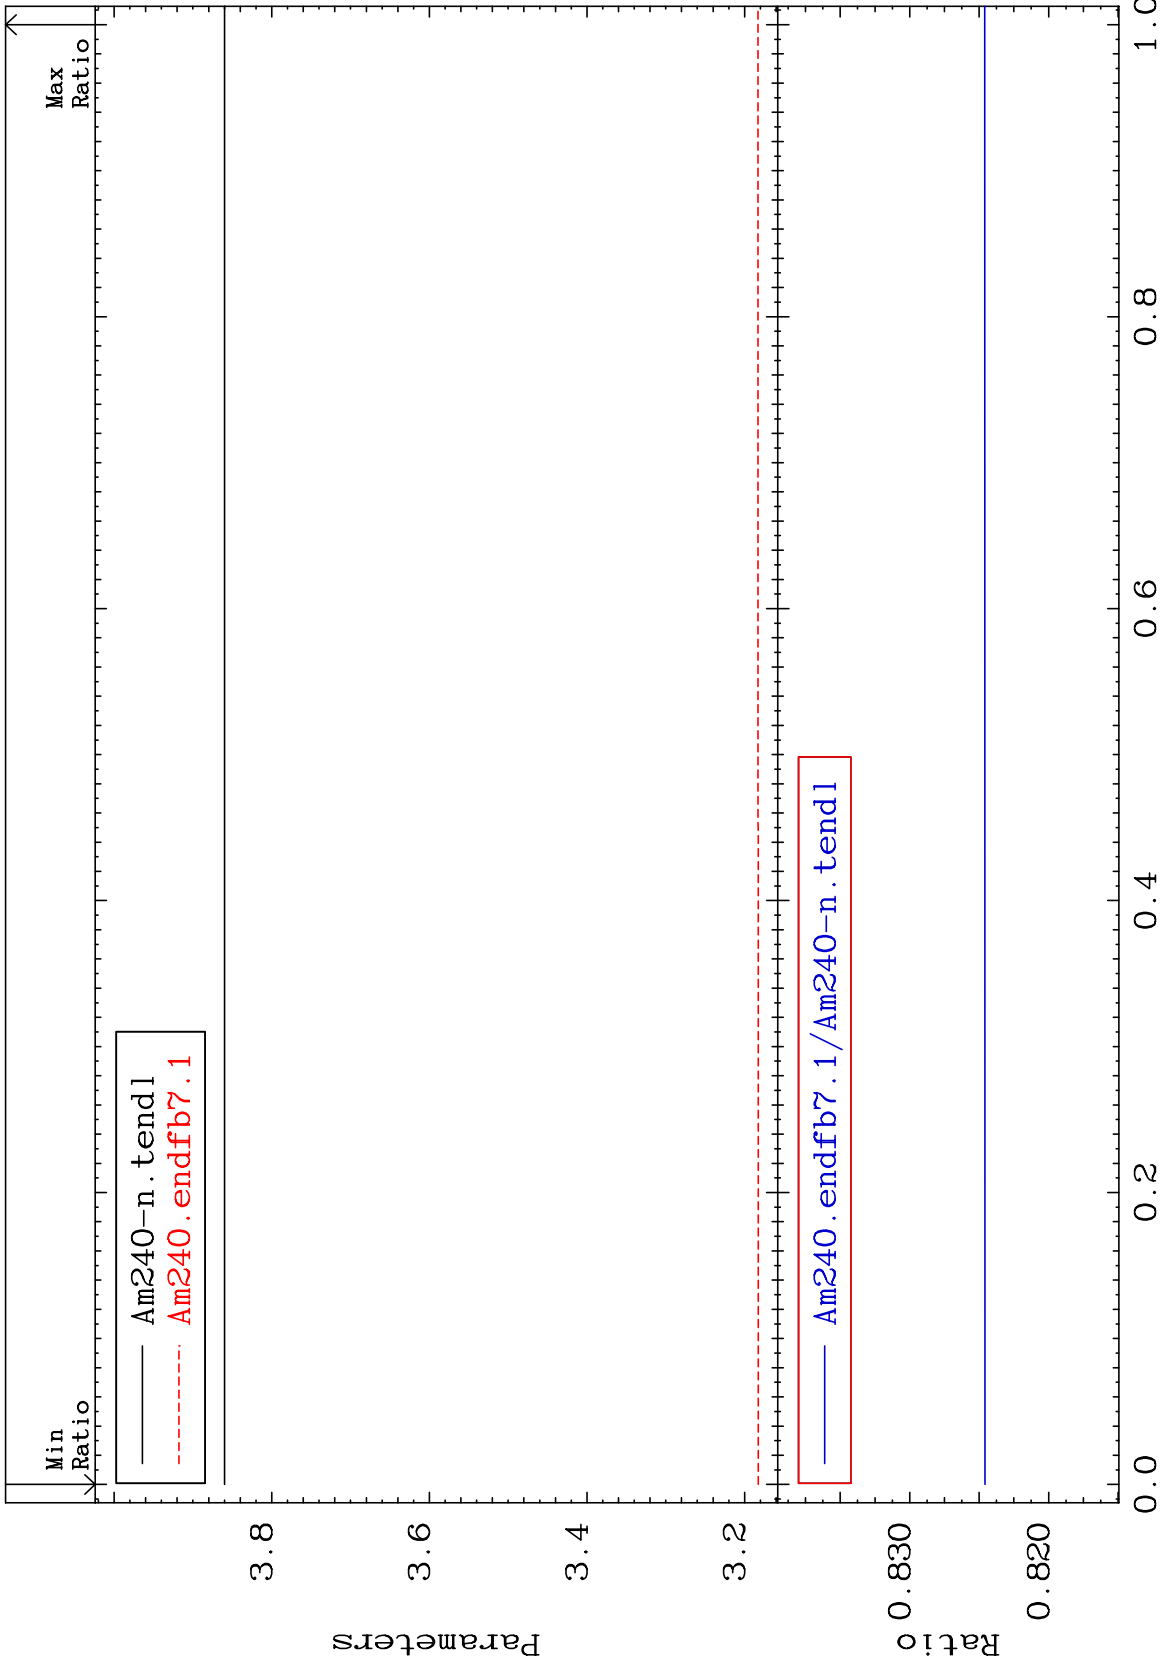 Min
Ratio
Max
Ratio
Am240-n.tendl
Am240.endfb7.1
3.8
3.6
3.4
3.2
Parameters
Am240.endfb7.1/Am240-n.tendl
0.830
0.820
Ratio
0.0
0.2
0.4
0.6
0.8
1.0